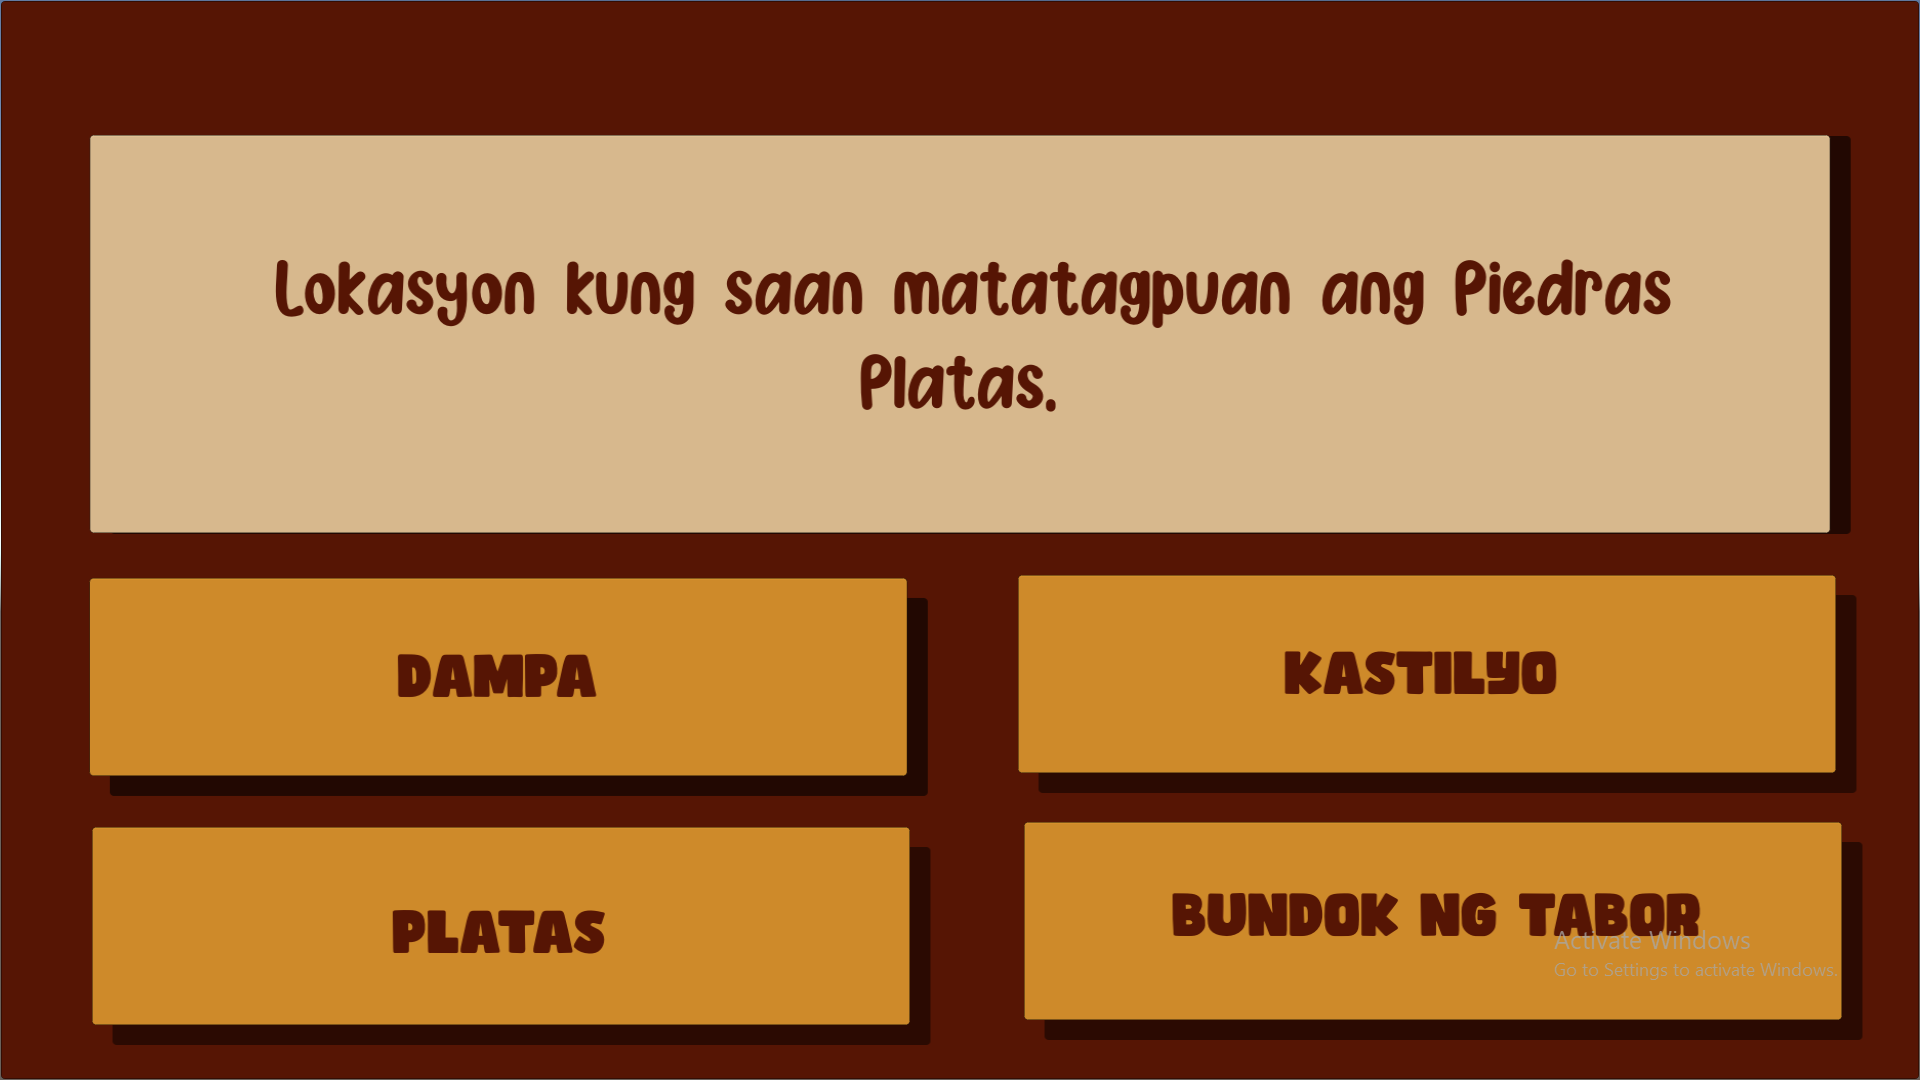 Lokasyon kung saan matatagpuan ang Piedras
Platas.
DAMPA
KASTILYO
PLATAS
BUNDOK NG TABOR
Activate Windows
Go to Settings to activate Windows.